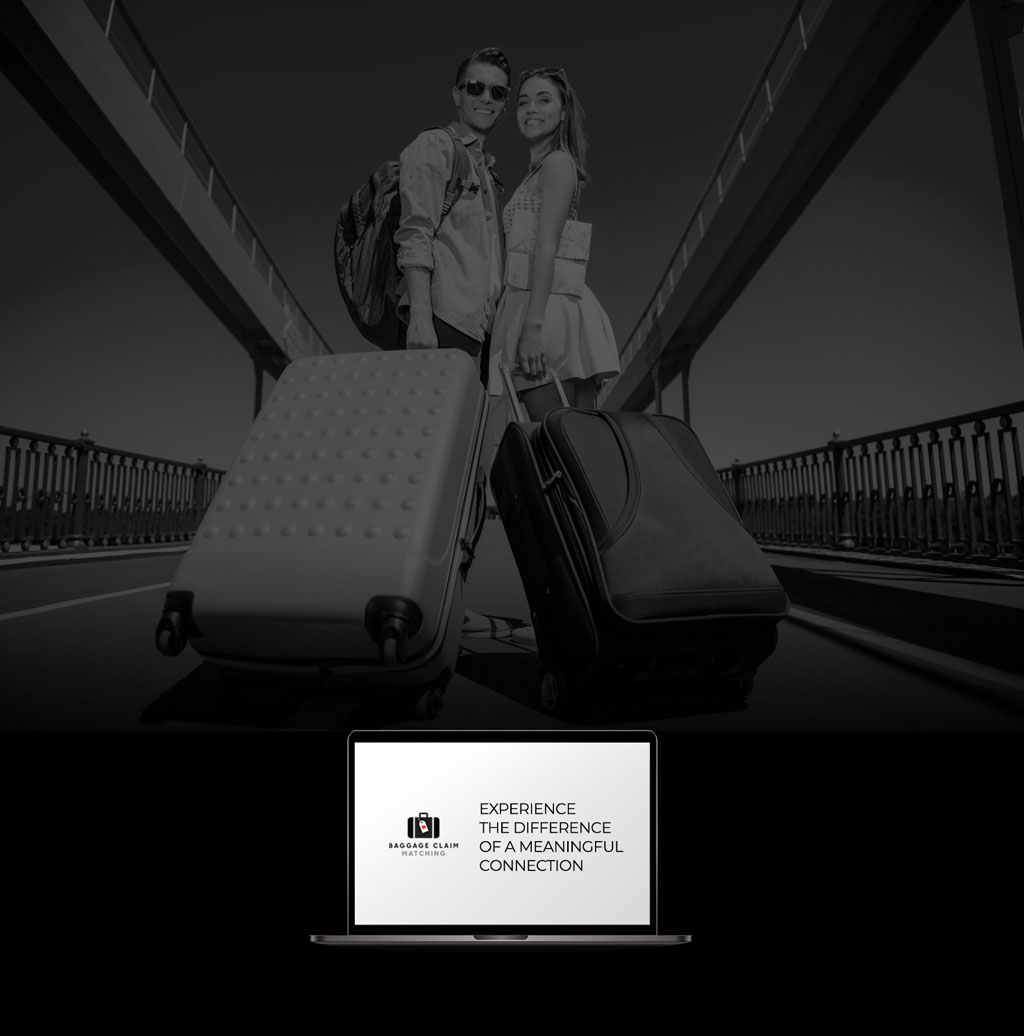 BAGGAGE CLAIM
MATCHING
EXPERIENCE
THE DIFFERENCE
OF A MEANINGFUL
CONNECTION